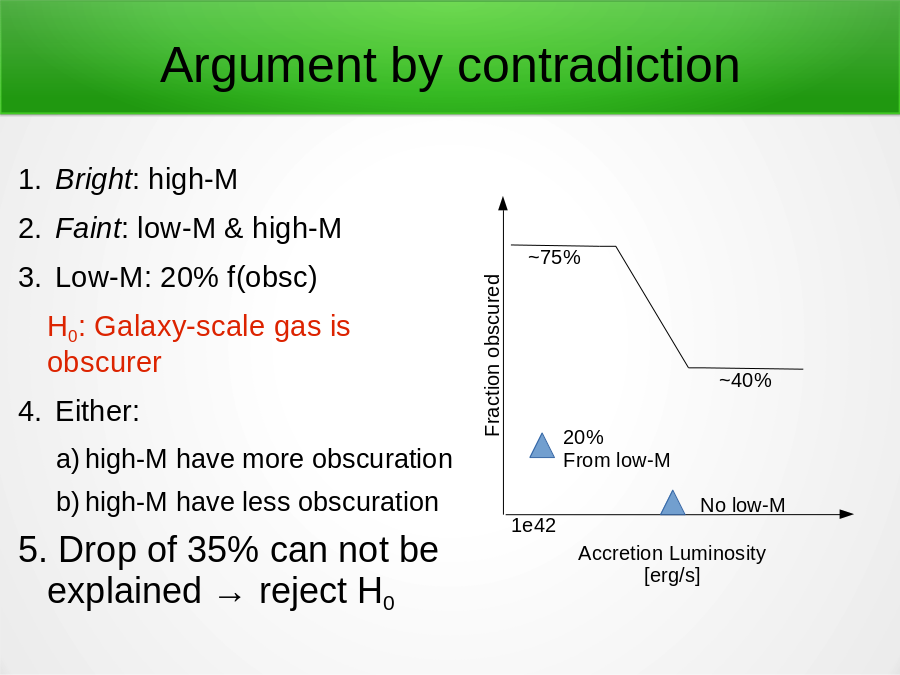 Argument by contradiction
1. Bright: high-M
2. Faint: low-M & high-M
3. Low-M: 20% f(obsc)
H0: Galaxy-scale gas is
obscurer
4. Either:
a) high-M have more obscuration
b) high-M have less obscuration
5. Drop of 35% can not be
explained → reject H0
Fraction obscured
~75%
~40%
20%
From low-M
No low-M
1e42
Accretion Luminosity
[erg/s]